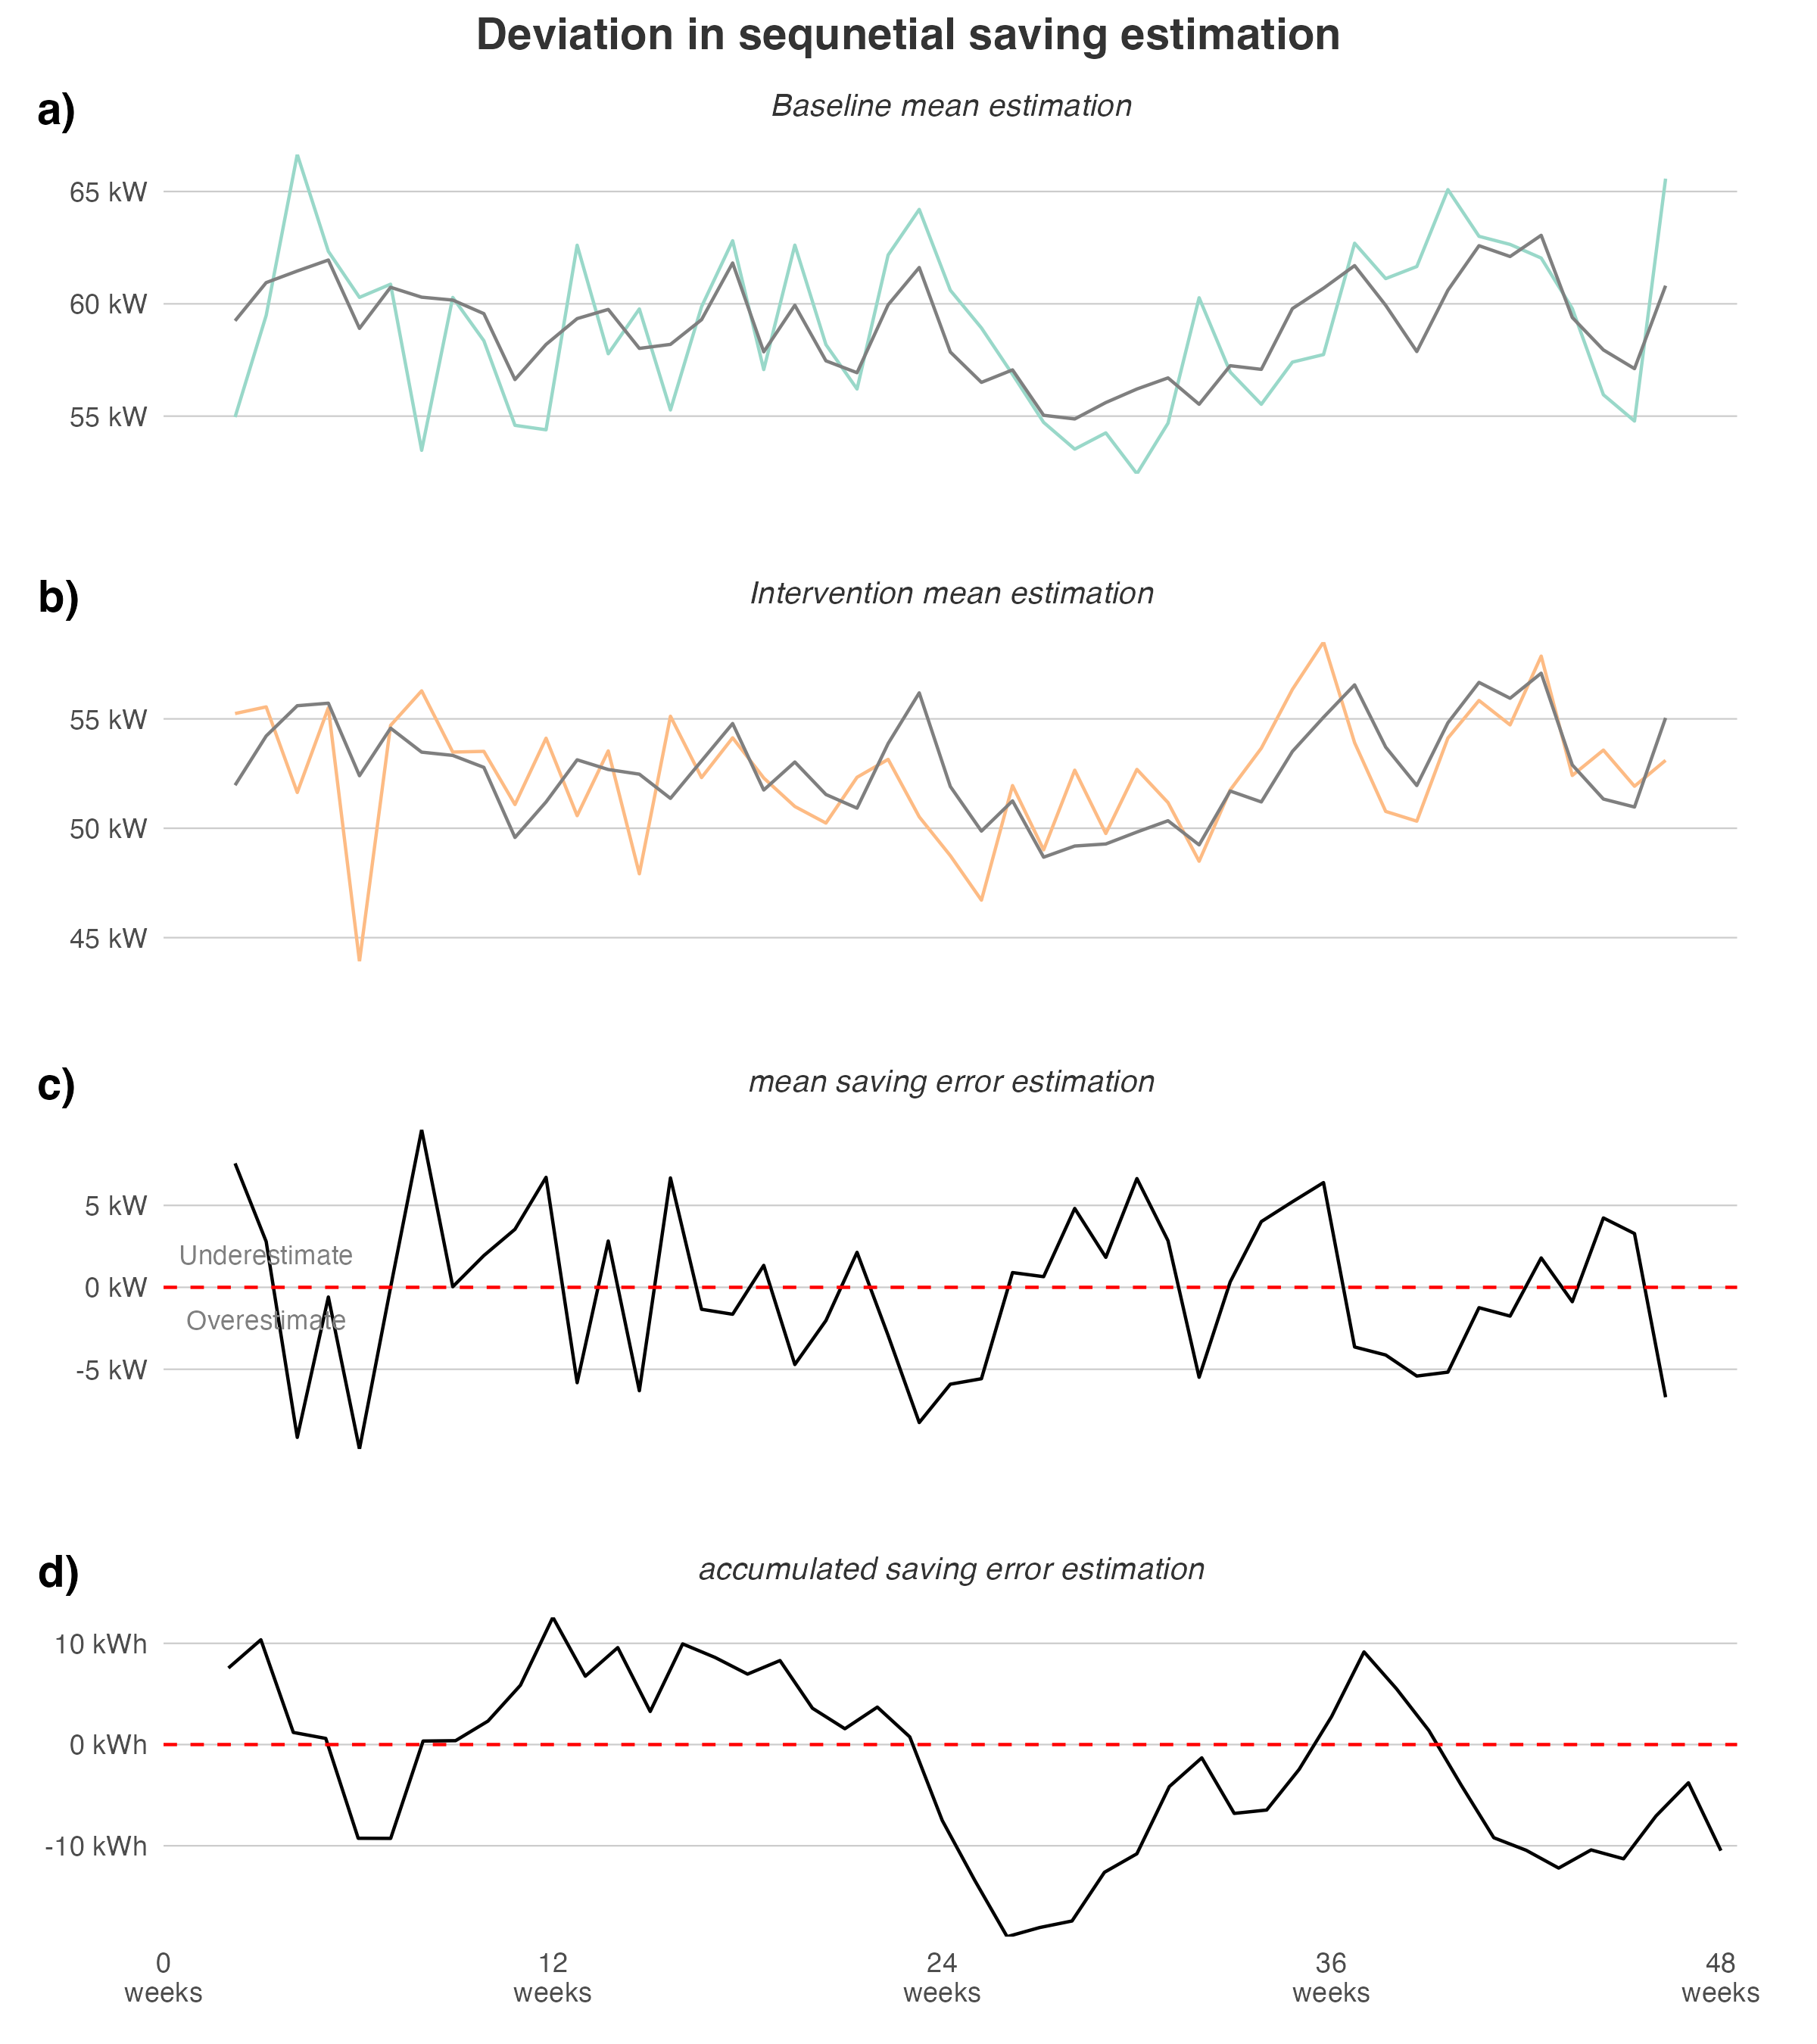 Deviation in sequnetial saving estimation
a)
Baseline mean estimation
65 kW
60 kW
55 kW
b)
Intervention mean estimation
55 kW
50 kW
45 kW
c)
mean saving error estimation
5 kW
Underestimate
0 kW
Overestimate
-5 kW
d)
accumulated saving error estimation
10 kWh
0 kWh
-10 kWh
0 12 24 36 48
weeks weeks weeks weeks weeks